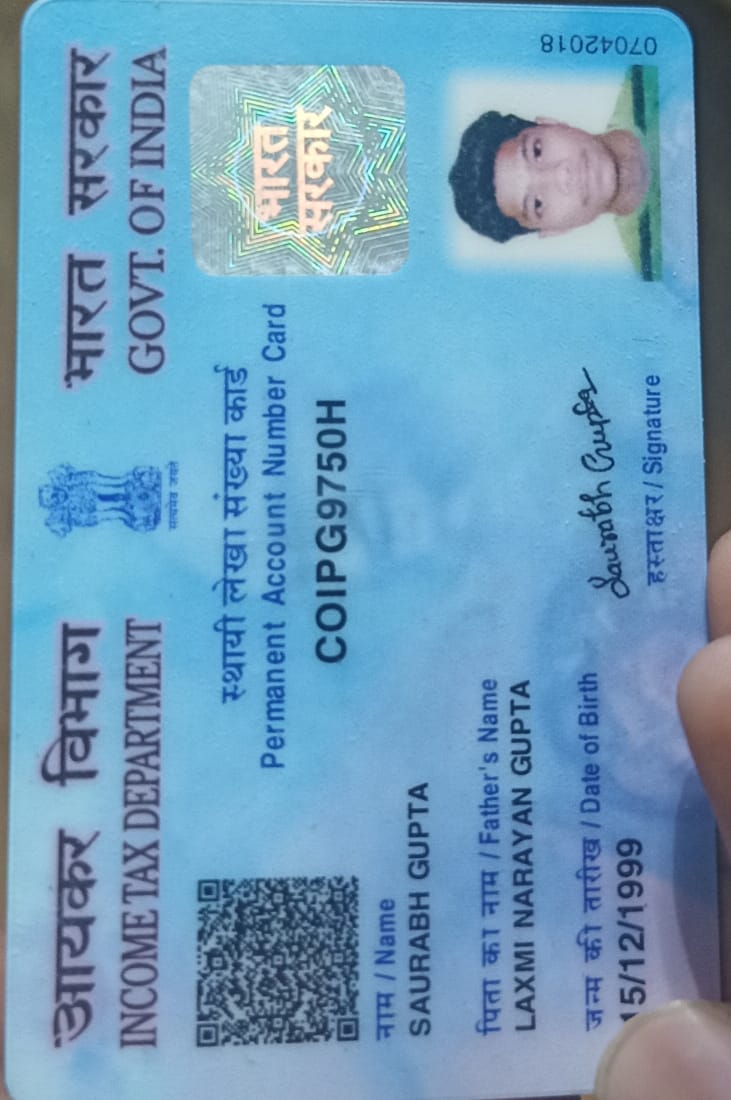 आयकर विभाग
INCOME TAX DEPARTMENT
सत्यमेव जयते
भारत सरकार
GOVT. OF INDIA
स्थायी लेखा संख्या कार्ड
Permanent Account Number Card
COIPG9750H
भारत
सरकार
नाम / Name
SAURABH GUPTA
पिता का नाम / Father's Name
LAXMI NARAYAN GUPTA
जन्म की तारीख / Date of Birth
15/12/1999
Saurabh Gupta
हस्ताक्षर / Signature
07042018